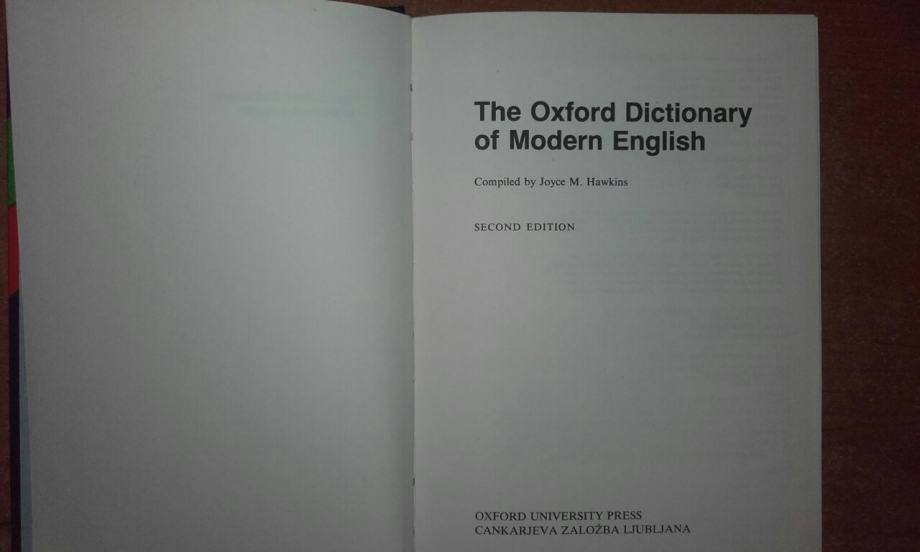 The Oxford Dictionary
of Modern English
Compiled by Joyce M. Hawkins
SECOND EDITION
OXFORD UNIVERSITY PRESS
CANKARJEVA ZALOŽBA LJUBLJANA